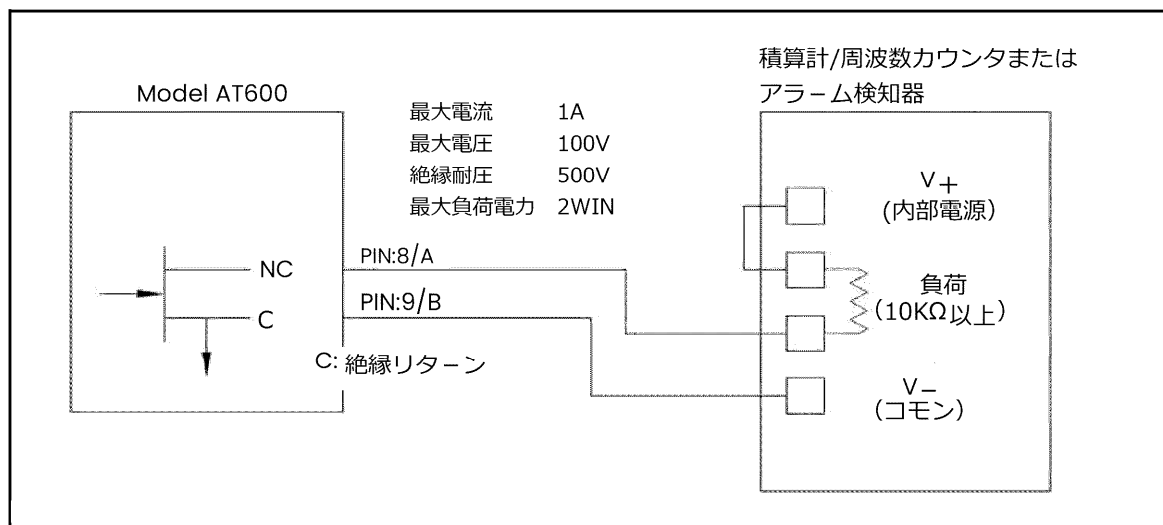 Model AT600
最大電流 1A
最大電圧 100V
絶縁耐圧 500V
最大負荷電力 2WIN
NC
C
PIN:8/A
PIN:9/B
C: 絶縁リターン
積算計/周波数カウンタまたは
アラーム検知器
V+
(内部電源)
負荷
(10KΩ以上)
V−
(コモン)